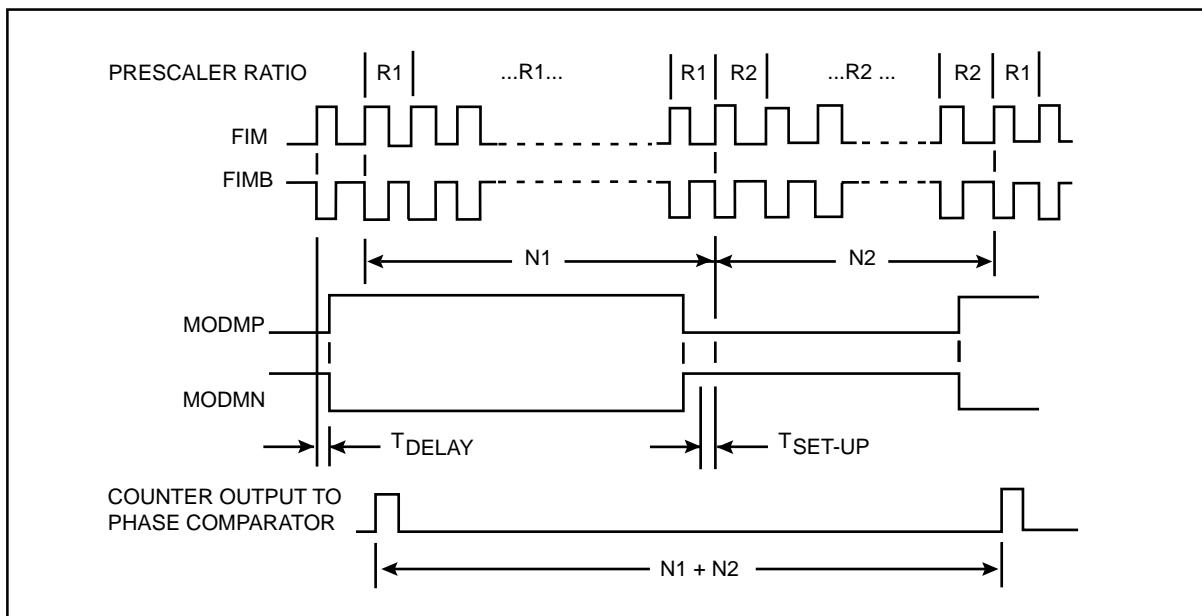 PRESCALER RATIO R1 ...R1... R1 R2 ...R2 ... R2 R1
FIM
FIMB
N1 N2
MODMP
MODMN
TDELAY TSET-UP
COUNTER OUTPUT TO
PHASE COMPARATOR
N1 + N2